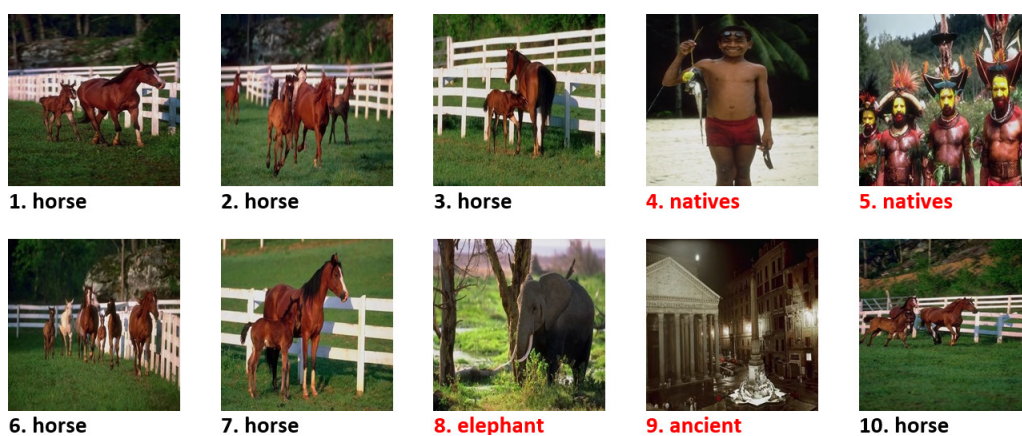 1. horse
2. horse
3. horse
4. natives
5. natives
6. horse
7. horse
8. elephant
9. ancient
10. horse